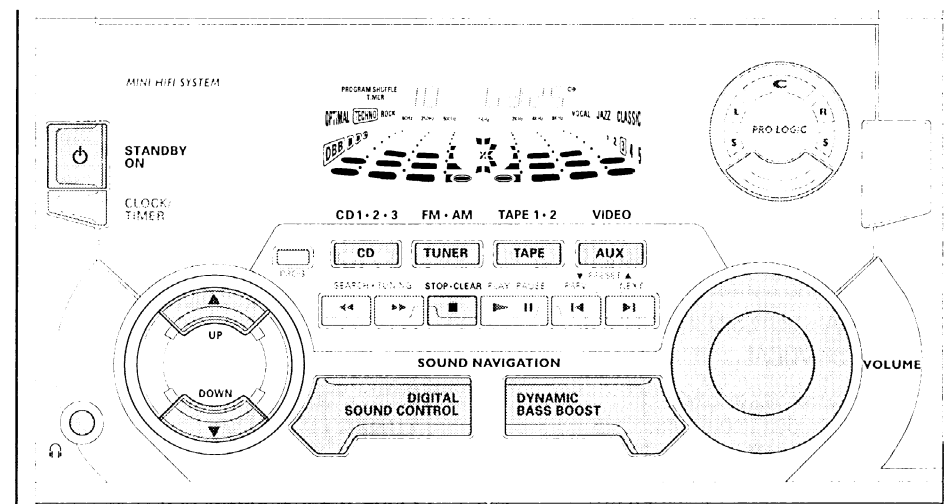 MINI HIFI SYSTEM
PROGRAM SHUFFLE
TIMER
OPTIMAL TECHNO ROCK
VOCAL JAZZ CLASSIC
DBB
STANDBY
ON
CLOCK/
TIMER
C
L R
PRO LOGIC
S S
CD 1 • 2 • 3 FM • AM TAPE 1 • 2 VIDEO
CD TUNER TAPE AUX
▼ PRESET ▲
SEARCH • TUNING STOP • CLEAR PLAY PAUSE PREV NEXT
UP
DOWN
SOUND NAVIGATION
DIGITAL
SOUND CONTROL
DYNAMIC
BASS BOOST
VOLUME